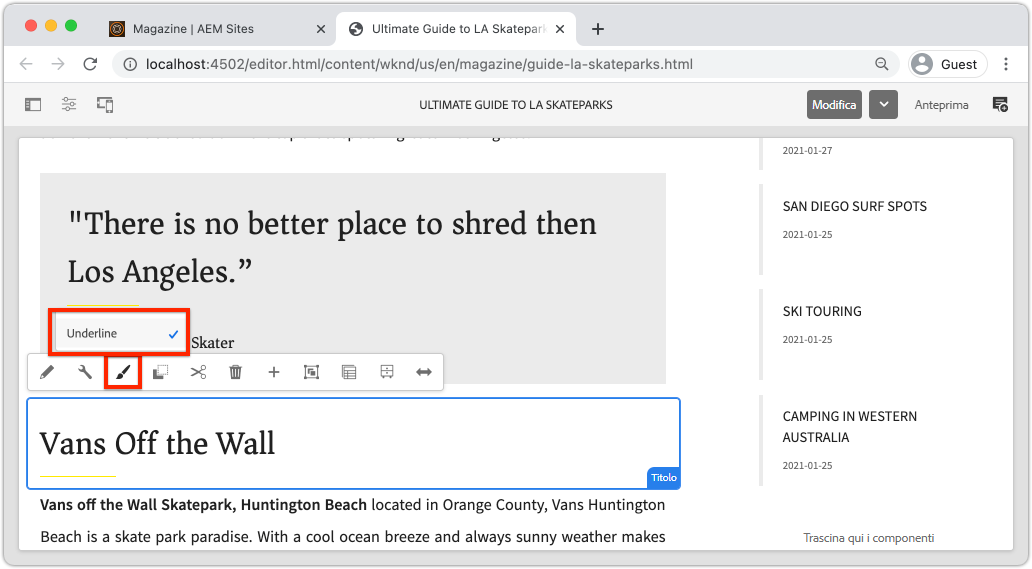 Magazine | AEM Sites
Ultimate Guide to LA Skatepark
localhost:4502/editor.html/content/wknd/us/en/magazine/guide-la-skateparks.html
Guest
ULTIMATE GUIDE TO LA SKATEPARKS
Modifica
Anteprima
"There is no better place to shred then
Los Angeles.”
Underline
Skater
Vans Off the Wall
Titolo
Vans off the Wall Skatepark, Huntington Beach located in Orange County, Vans Huntington
Beach is a skate park paradise. With a cool ocean breeze and always sunny weather makes
2021-01-27
SAN DIEGO SURF SPOTS
2021-01-25
SKI TOURING
2021-01-25
CAMPING IN WESTERN
AUSTRALIA
2021-01-25
Trascina qui i componenti